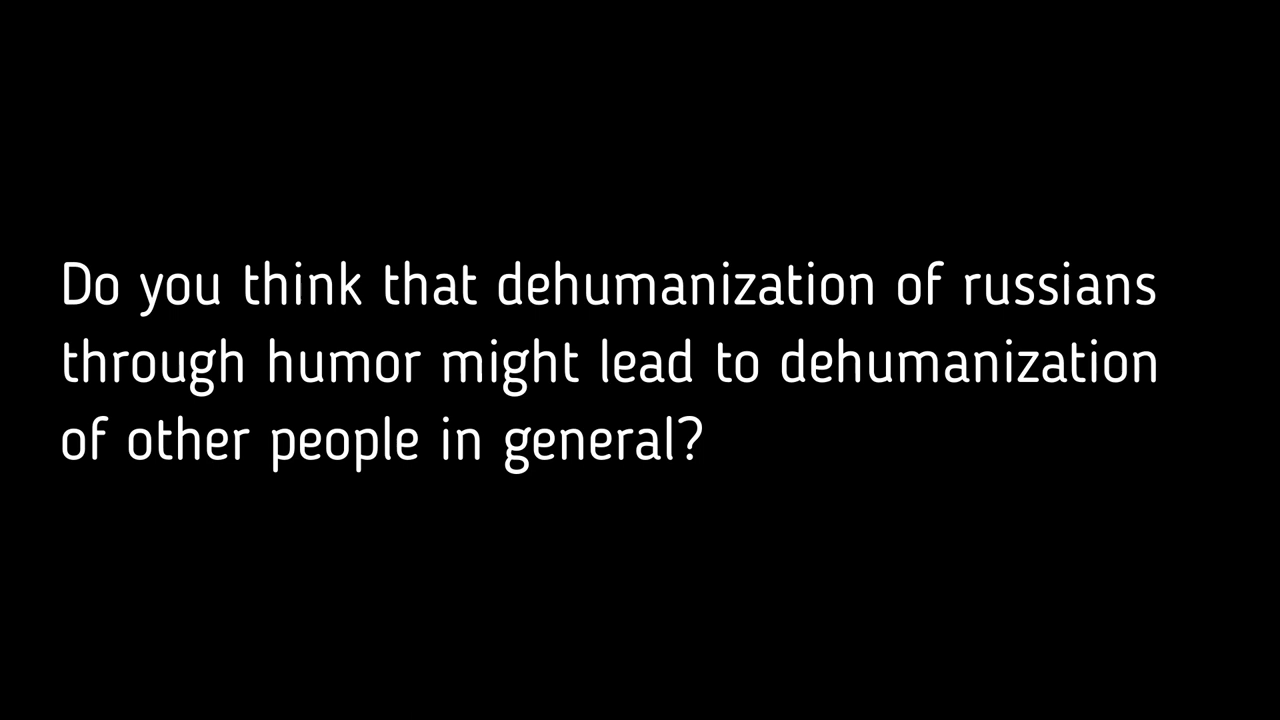 Do you think that dehumanization of russians
through humor might lead to dehumanization
of other people in general?